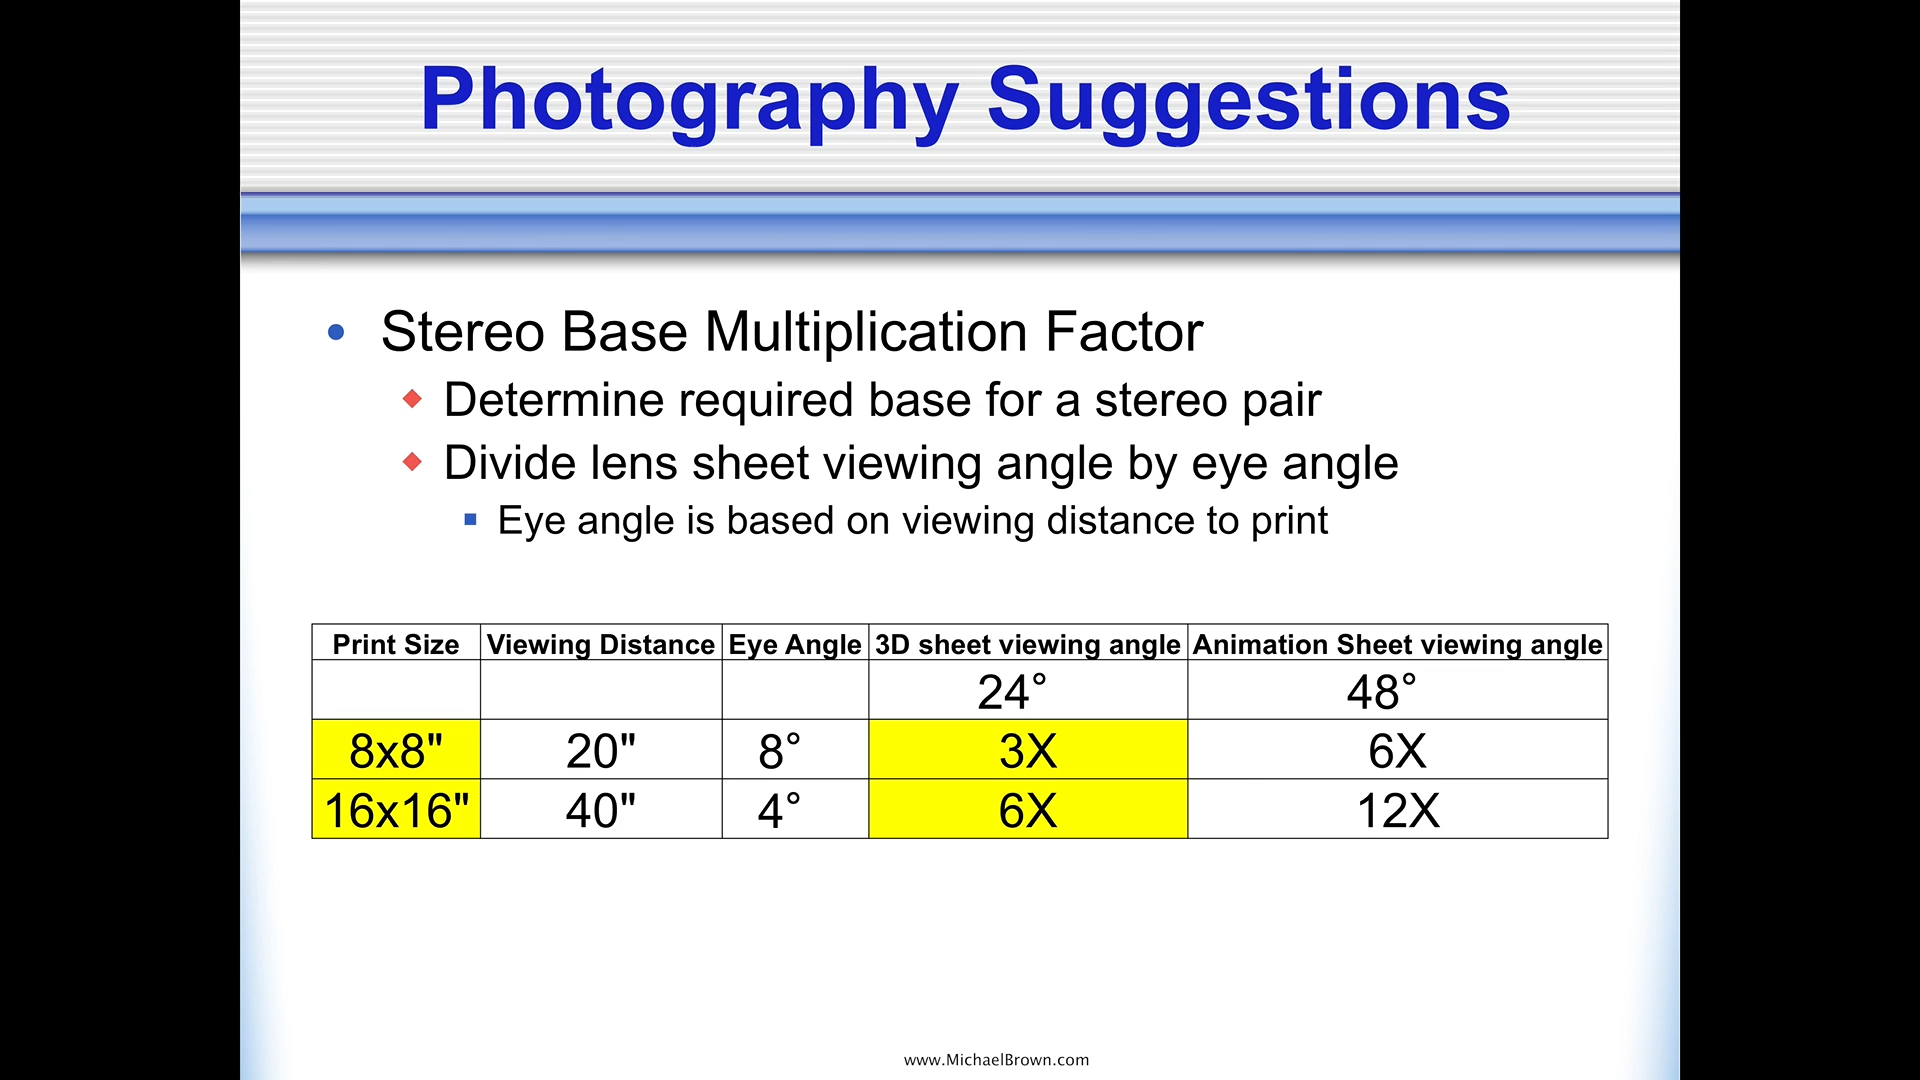 Photography Suggestions
• Stereo Base Multiplication Factor
Determine required base for a stereo pair
Divide lens sheet viewing angle by eye angle
Eye angle is based on viewing distance to print
Print Size Viewing Distance Eye Angle 3D sheet viewing angle Animation Sheet viewing angle
24° 48°
8x8" 20" 8° 3X 6X
16x16" 40" 4° 6X 12X
www.MichaelBrown.com